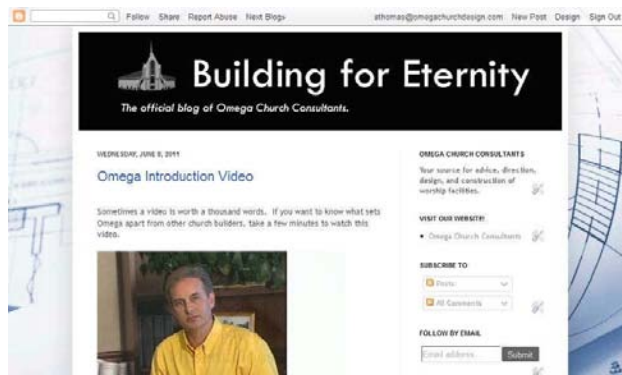 Follow Share Report Abuse Next Blog»
athomas@omegachurchdesign.com New Post Design Sign Out
Building for Eternity
The official blog of Omega Church Consultants.
WEDNESDAY, JUNE 8, 2011
Omega Introduction Video
Sometimes a video is worth a thousand words. If you want to know what sets
Omega apart from other church builders, take a few minutes to watch this
video.
OMEGA CHURCH CONSULTANTS
Your source for advice, direction,
design, and construction of
worship facilities.
VISIT OUR WEBSITE!
Omega Church Consultants
SUBSCRIBE TO
Posts
All Comments
FOLLOW BY EMAIL
Email address...
Submit